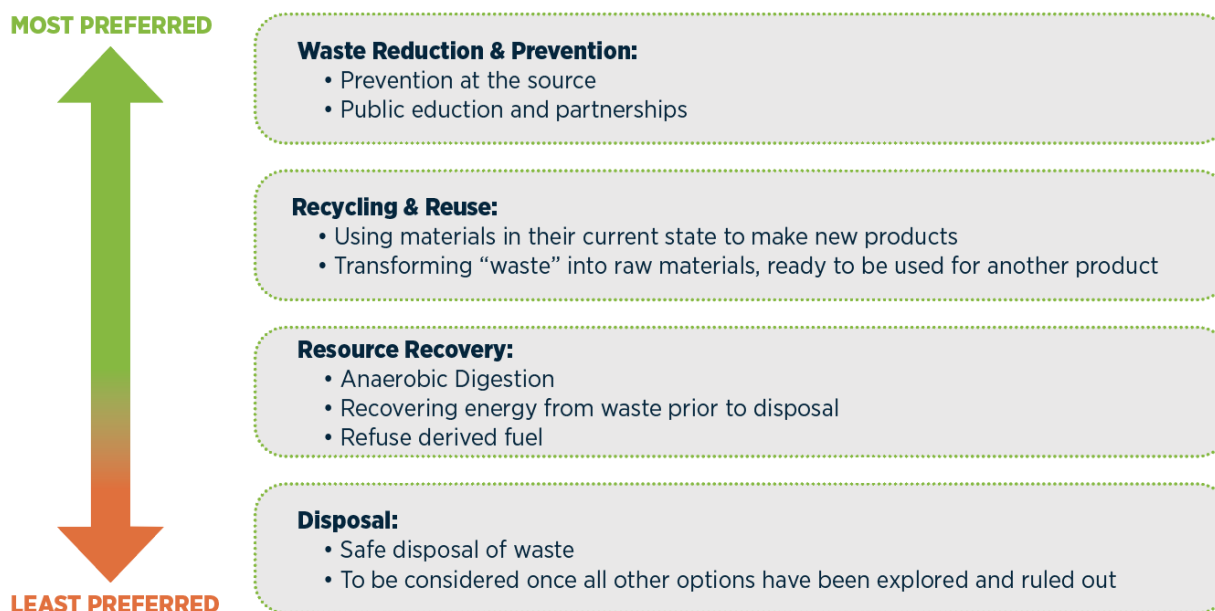 MOST PREFERRED
Waste Reduction & Prevention:
• Prevention at the source
• Public eduction and partnerships
Recycling & Reuse:
• Using materials in their current state to make new products
• Transforming “waste” into raw materials, ready to be used for another product
Resource Recovery:
• Anaerobic Digestion
• Recovering energy from waste prior to disposal
• Refuse derived fuel
Disposal:
• Safe disposal of waste
• To be considered once all other options have been explored and ruled out
LEAST PREFERRED